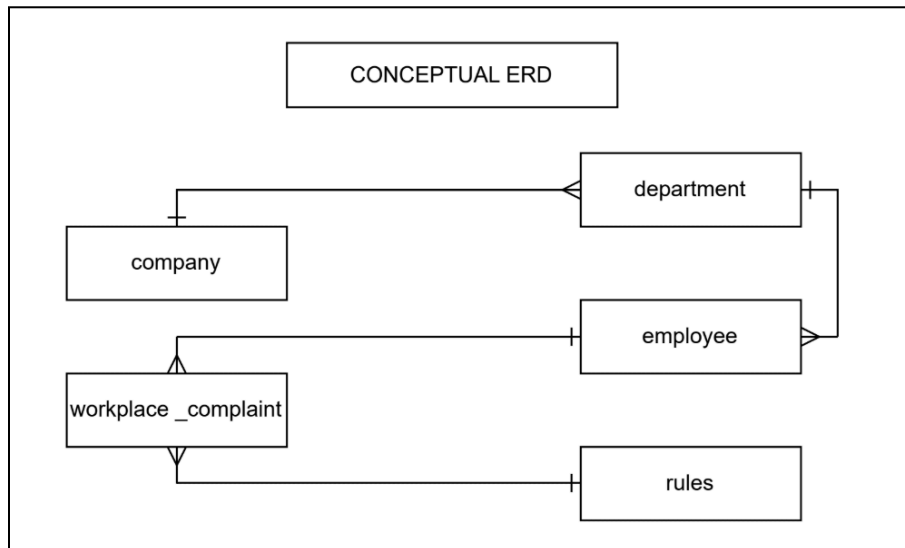 CONCEPTUAL ERD
department
company
employee
workplace _complaint
rules